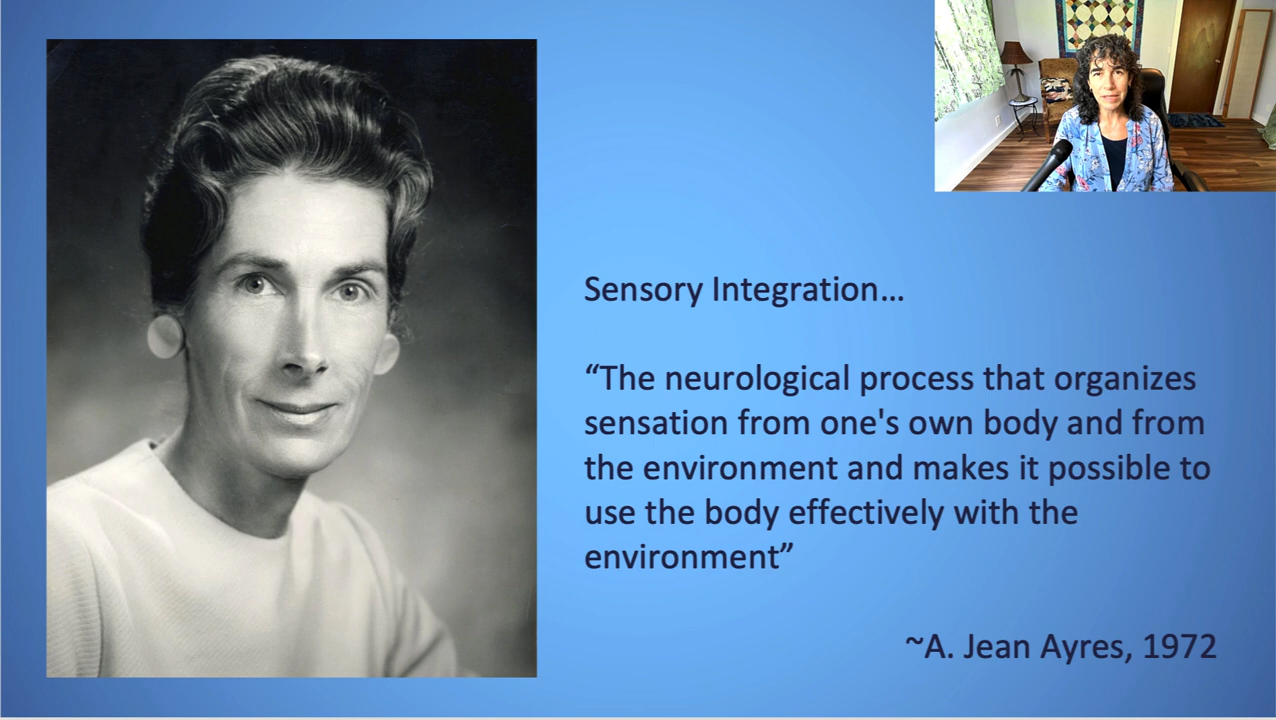 Sensory Integration…
“The neurological process that organizes
sensation from one's own body and from
the environment and makes it possible to
use the body effectively with the
environment”
~A. Jean Ayres, 1972